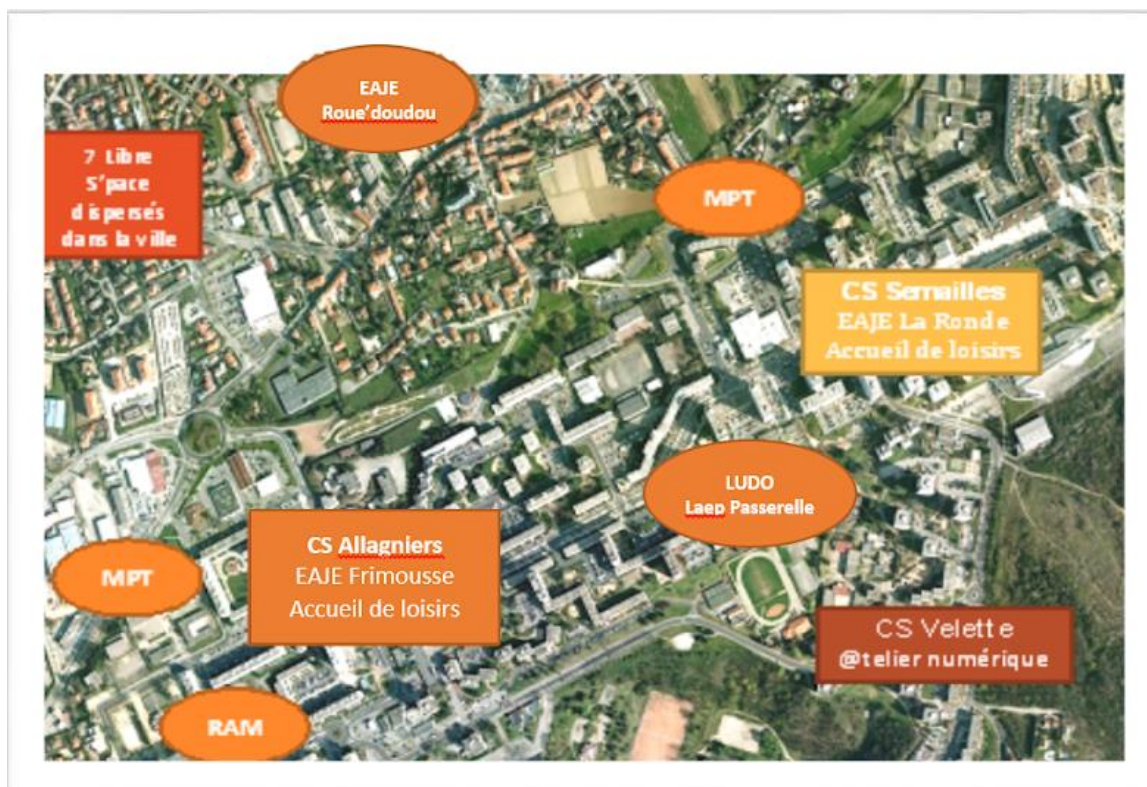 EAJE
Roue'doudou
7 Libre
S'pace
dispersés
dans la ville
MPT
CS Semailles
EAJE La Ronde
Accueil de loisirs
LUDO
Laep Passerelle
CS Allagniers
EAJE Frimousse
Accueil de loisirs
MPT
CS Velette
@telier numérique
RAM